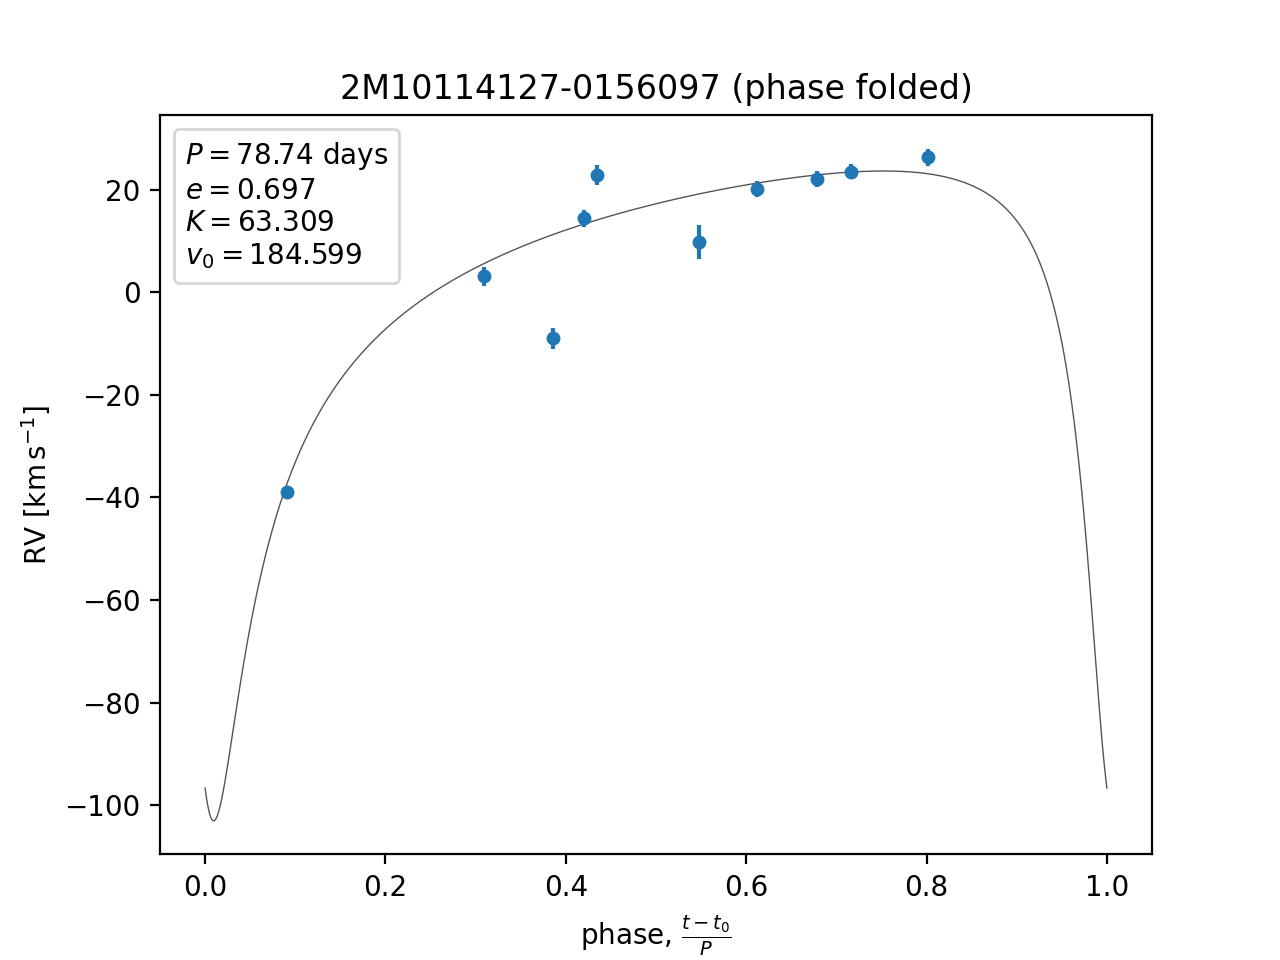 2M10114127-0156097 (phase folded)
P = 78.74 days
e = 0.697
K = 63.309
v₀ = 184.599
20
0
−20
−40
−60
−80
−100
RV [km s⁻¹]
0.0 0.2 0.4 0.6 0.8 1.0
phase, (t − t₀)/P